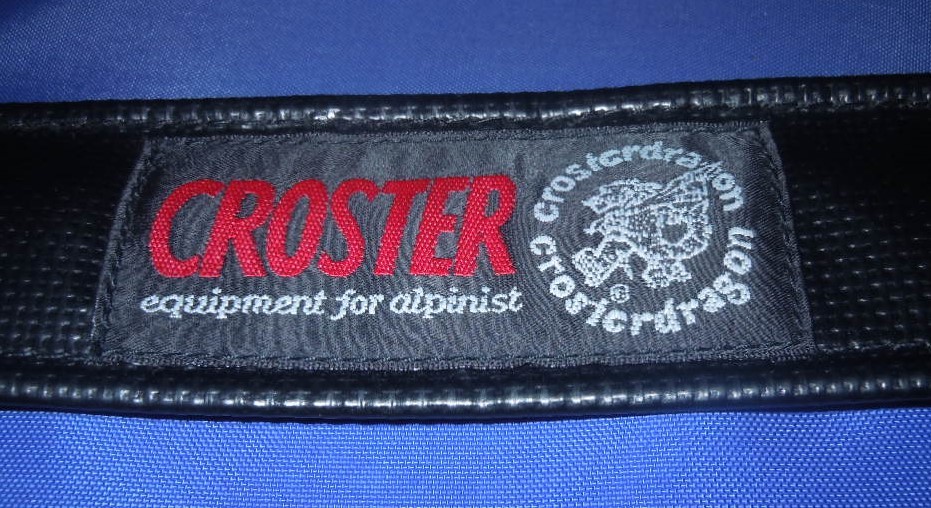 CROSTER
equipment for alpinist
crosterdragon
crosterdragon
®